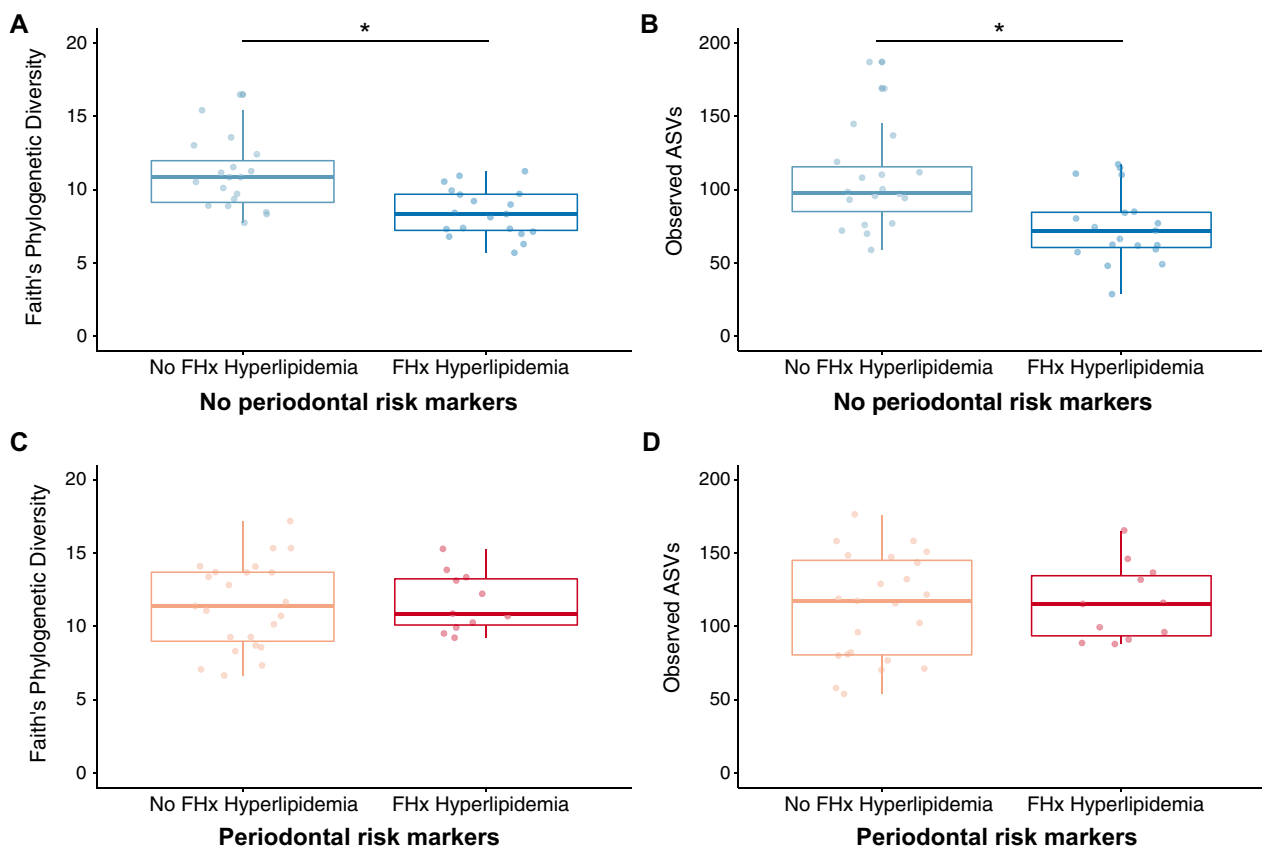 A
*
Faith's Phylogenetic Diversity
20
15
10
5
0
No FHx Hyperlipidemia FHx Hyperlipidemia
No periodontal risk markers
B
*
Observed ASVs
200
150
100
50
0
No FHx Hyperlipidemia FHx Hyperlipidemia
No periodontal risk markers
C
Faith's Phylogenetic Diversity
20
15
10
5
0
No FHx Hyperlipidemia FHx Hyperlipidemia
Periodontal risk markers
D
Observed ASVs
200
150
100
50
0
No FHx Hyperlipidemia FHx Hyperlipidemia
Periodontal risk markers